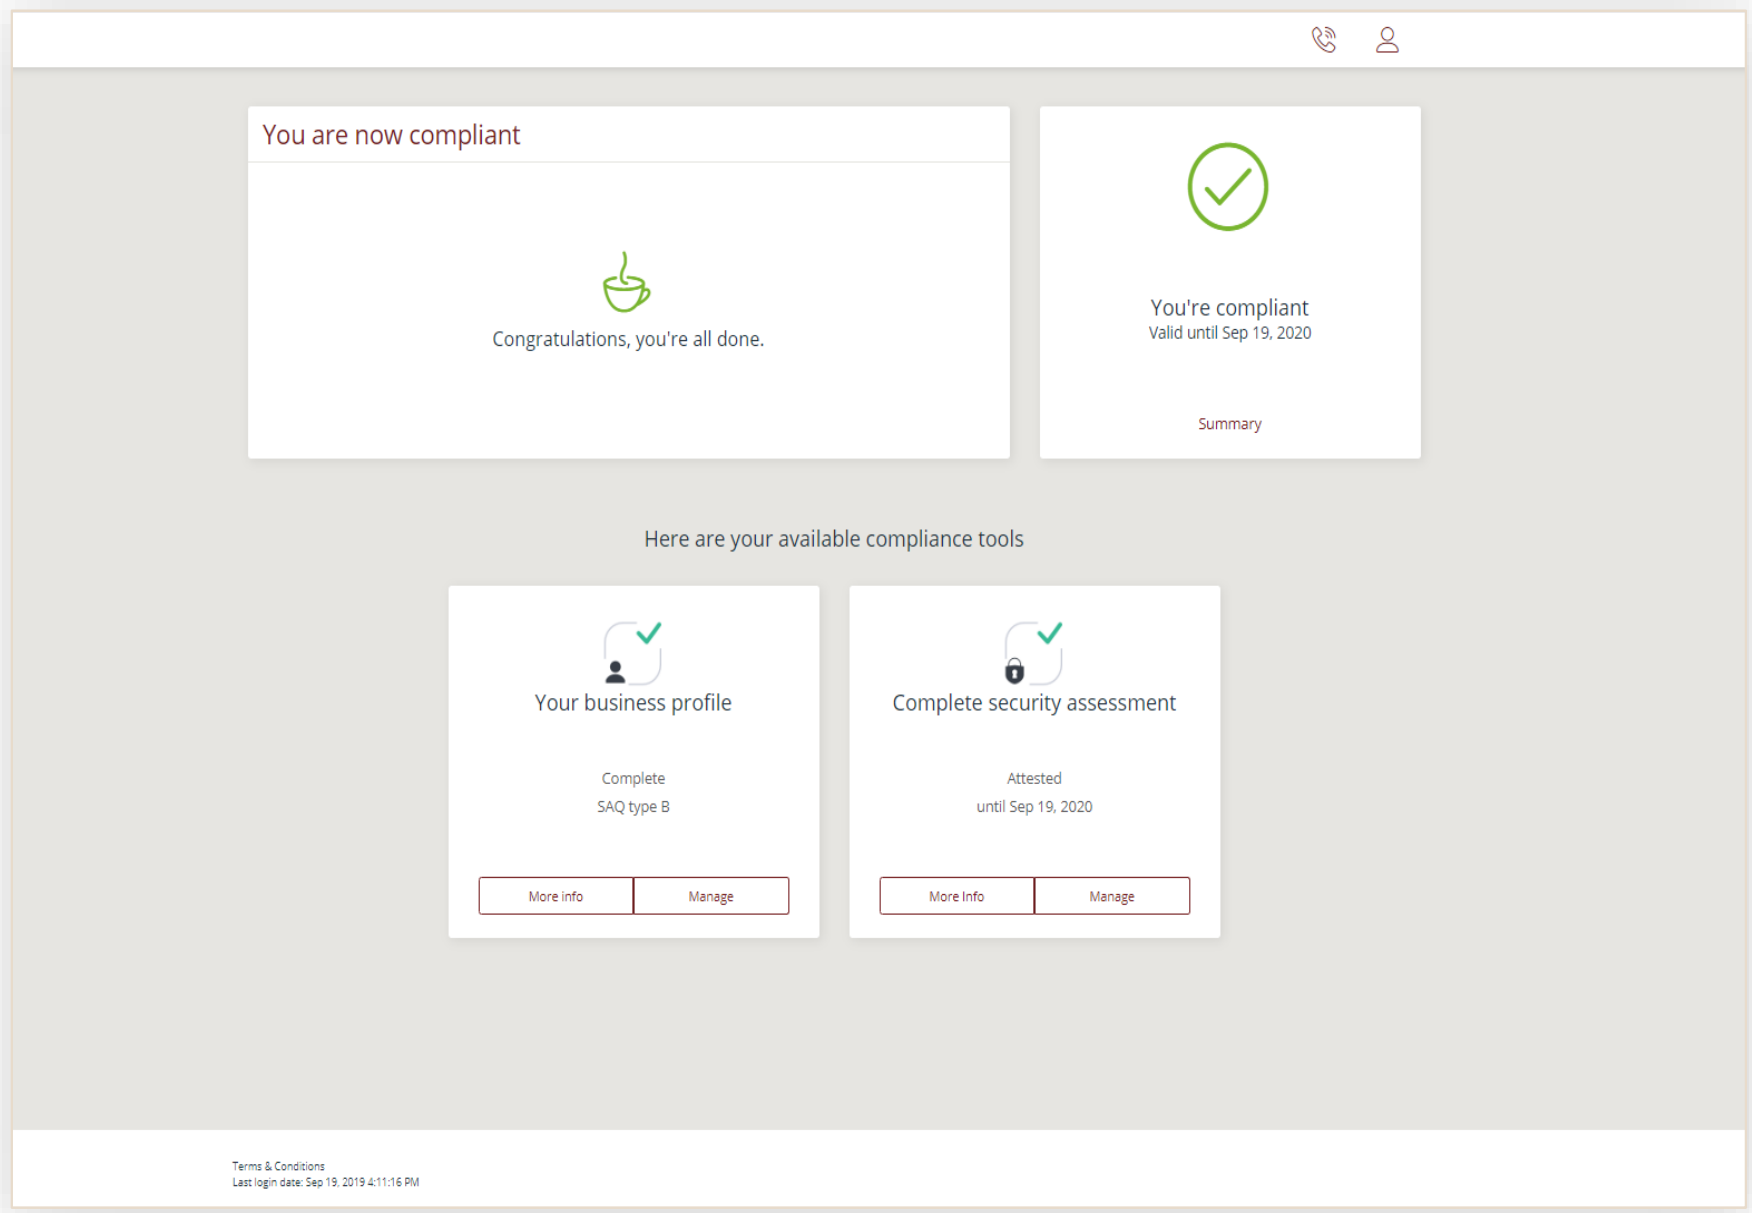 You are now compliant
Congratulations, you're all done.
You're compliant
Valid until Sep 19, 2020
Summary
Here are your available compliance tools
Your business profile
Complete
SAQ type B
More info
Manage
Complete security assessment
Attested
until Sep 19, 2020
More Info
Manage
Terms & Conditions
Last login date: Sep 19, 2019 4:11:16 PM